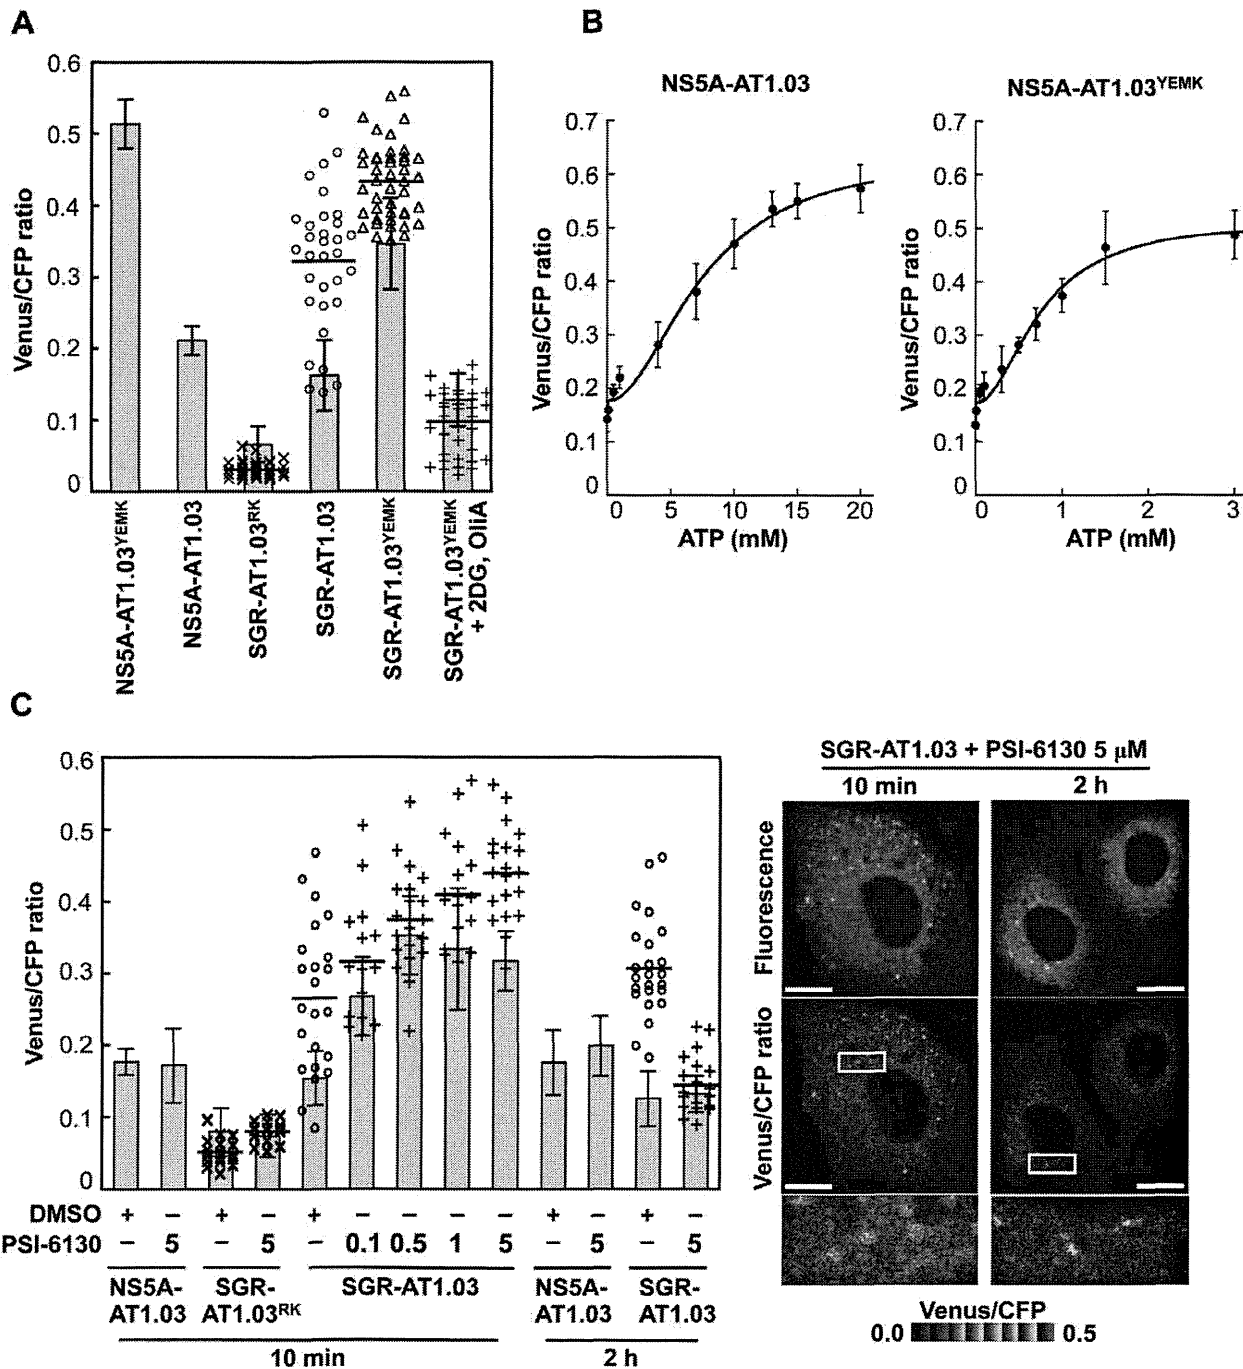 A
0.6
0.5
0.4
0.3
0.2
0.1
0
Venus/CFP ratio
NS5A-AT1.03YEMK
NS5A-AT1.03
SGR-AT1.03RK
SGR-AT1.03
SGR-AT1.03YEMK
SGR-AT1.03YEMK
+ 2DG, OliA
B
NS5A-AT1.03
0.7
0.6
0.5
0.4
0.3
0.2
0.1
0
Venus/CFP ratio
0 5 10 15 20
ATP (mM)
NS5A-AT1.03YEMK
0.7
0.6
0.5
0.4
0.3
0.2
0.1
0
Venus/CFP ratio
0 1 2 3
ATP (mM)
C
0.6
0.5
0.4
0.3
0.2
0.1
0
Venus/CFP ratio
DMSO + − + − + − − − − + − + −
PSI-6130 − 5 − 5 − 0.1 0.5 1 5 − 5 − 5
NS5A- SGR- SGR-AT1.03 NS5A- SGR-
AT1.03 AT1.03RK AT1.03 AT1.03
10 min 2 h
SGR-AT1.03 + PSI-6130 5 µM
10 min 2 h
Fluorescence
Venus/CFP ratio
Venus/CFP
0.0 0.5